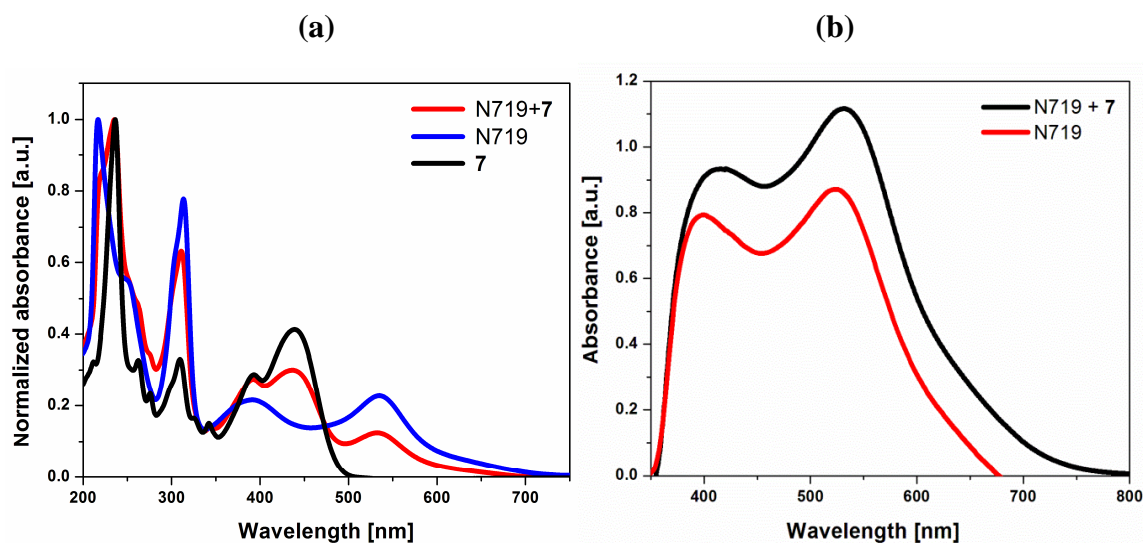 (a)
(b)
N719+7
N719
7
1.0
0.8
0.6
0.4
0.2
0.0
200
300
400
500
600
700
Normalized absorbance [a.u.]
Wavelength [nm]
N719 + 7
N719
1.2
1.0
0.8
0.6
0.4
0.2
0.0
400
500
600
700
800
Absorbance [a.u.]
Wavelength [nm]